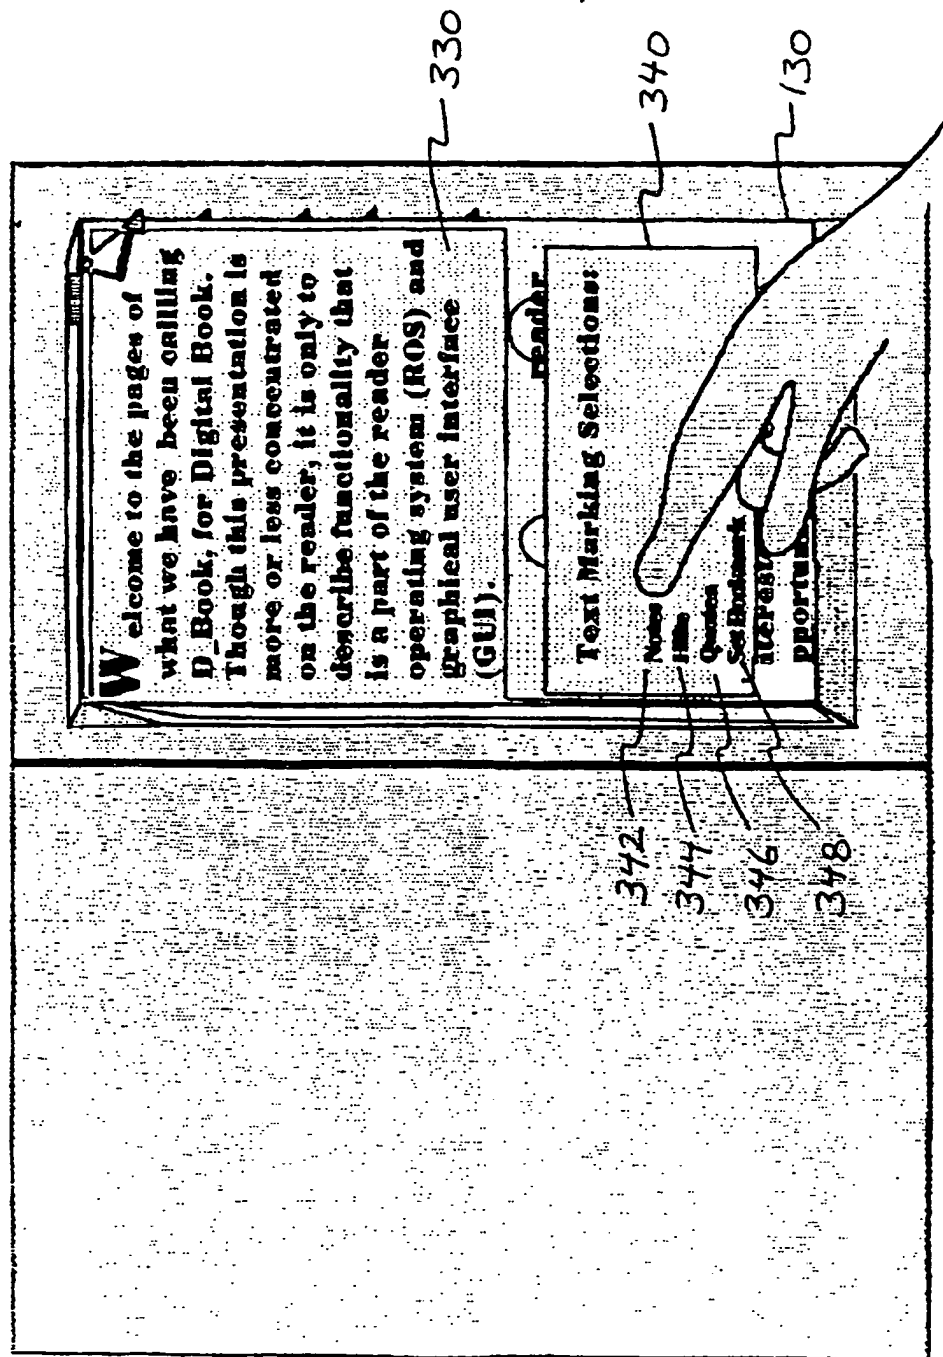 Welcome to the pages of
what we have been callling
D_Book, for Digital Book.
Though this presentation is
more or less concentrated
on the reader, it is only to
describe functionality that
is a part of the reader
operating system (ROS) and
graphical user interface
(GUI).
reader
Text Marking Selections:
Notes
Set Bookmark
330
340
130
342
344
346
348